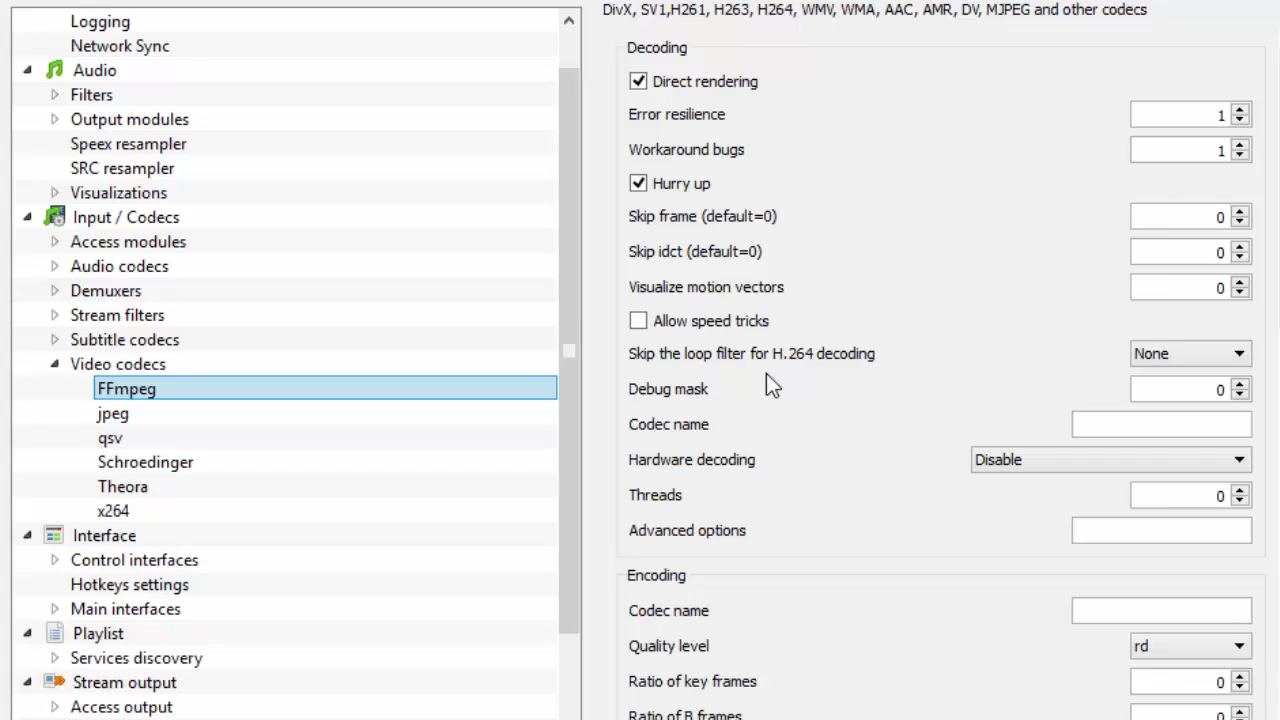 Logging
Network Sync
Audio
Filters
Output modules
Speex resampler
SRC resampler
Visualizations
Input / Codecs
Access modules
Audio codecs
Demuxers
Stream filters
Subtitle codecs
Video codecs
FFmpeg
jpeg
qsv
Schroedinger
Theora
x264
Interface
Control interfaces
Hotkeys settings
Main interfaces
Playlist
Services discovery
Stream output
Access output
DivX, SV1,H261, H263, H264, WMV, WMA, AAC, AMR, DV, MJPEG and other codecs
Decoding
Direct rendering
Error resilience 1
Workaround bugs 1
Hurry up
Skip frame (default=0) 0
Skip idct (default=0) 0
Visualize motion vectors 0
Allow speed tricks
Skip the loop filter for H.264 decoding None
Debug mask 0
Codec name
Hardware decoding Disable
Threads 0
Advanced options
Encoding
Codec name
Quality level rd
Ratio of key frames 0
Ratio of B frames 0